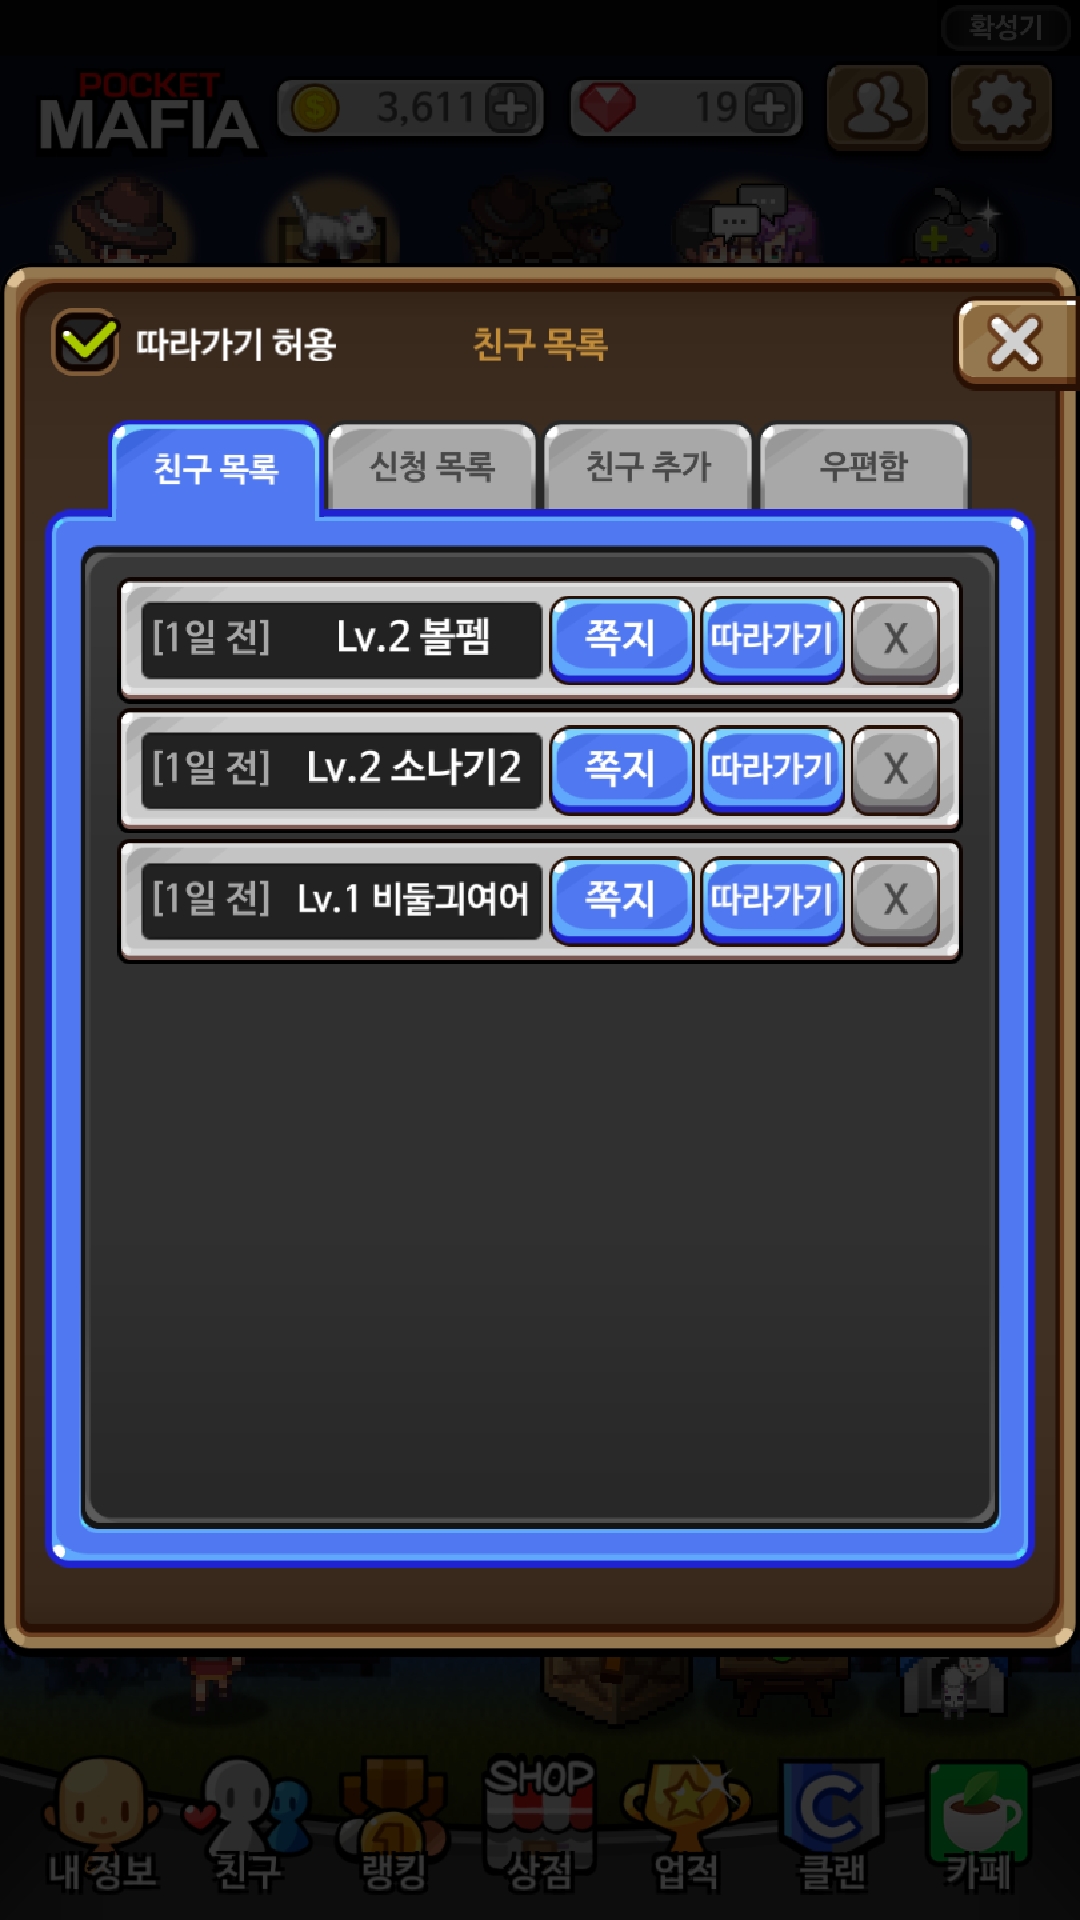 확성기
POCKET
MAFIA
3,611
19
따라가기 허용
친구 목록
친구 목록
신청 목록
친구 추가
우편함
[1일 전] Lv.2 볼펨 쪽지 따라가기 X
[1일 전] Lv.2 소나기2 쪽지 따라가기 X
[1일 전] Lv.1 비둘긔여어 쪽지 따라가기 X
SHOP
내 정보
친구
랭킹
상점
업적
클랜
카페